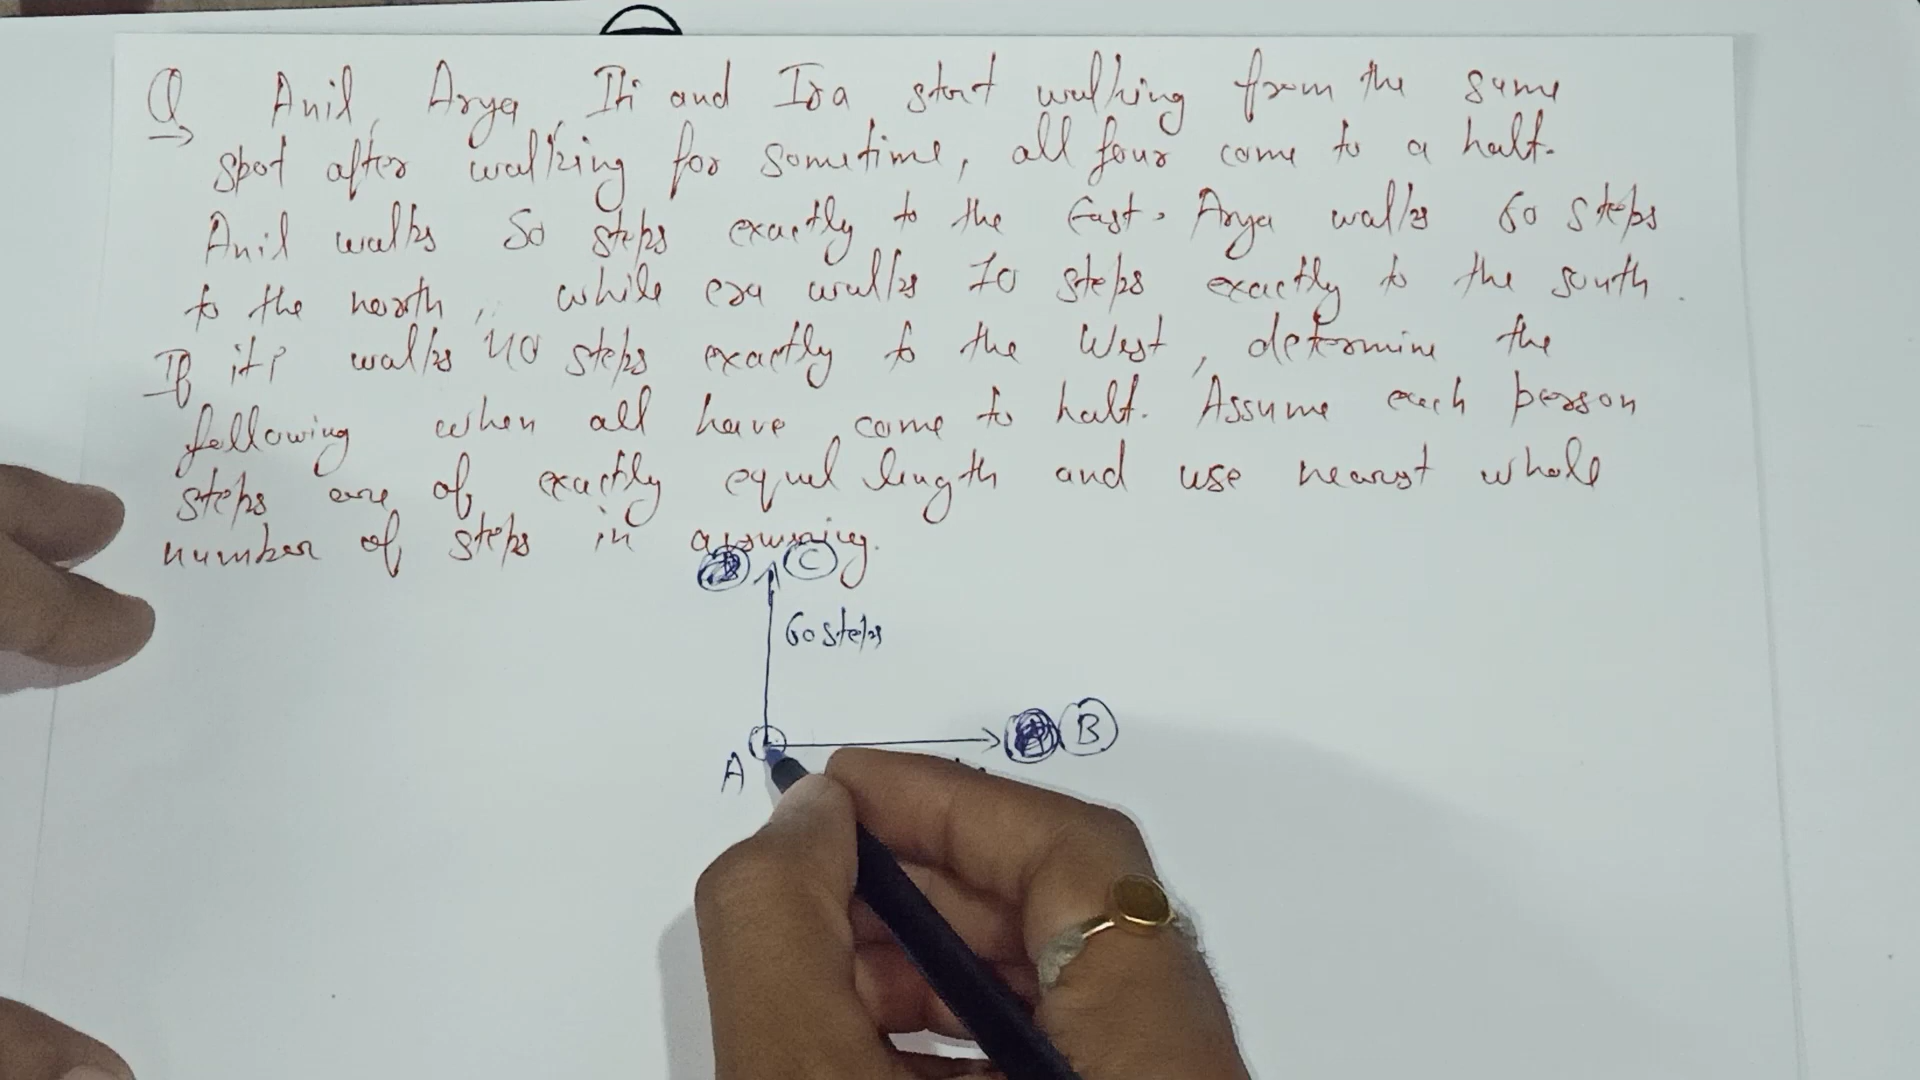 Q Anil, Arya, Iti and Ira start walking from the same
spot after walking for sometime, all four come to a halt.
Anil walks 50 steps exactly to the East. Arya walks 60 steps
to the north, while era walks 70 steps exactly to the south.
If iti walks 40 steps exactly to the West, determine the
following when all have come to halt. Assume each person
steps are of exactly equal length and use nearest whole
number of steps in answering.
C
60 steps
B
A